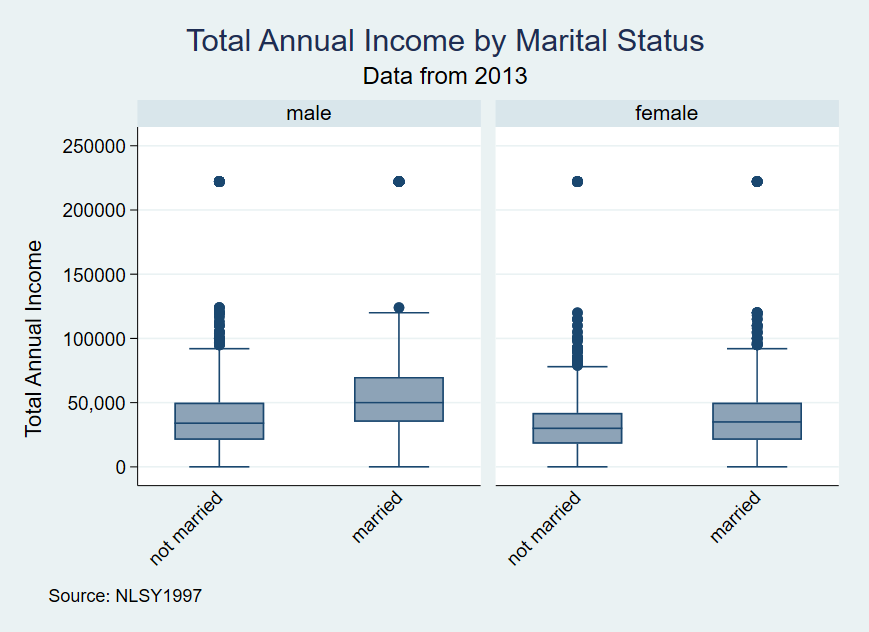 Total Annual Income by Marital Status
Data from 2013
male
female
Total Annual Income
250000
200000
150000
100000
50,000
0
not married
married
not married
married
Source: NLSY1997